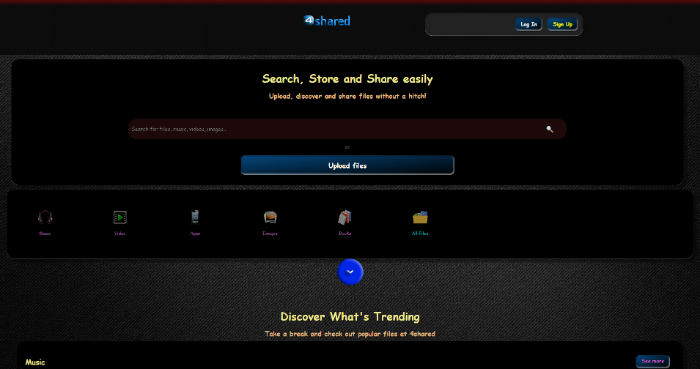 4shared
Log In
Sign Up
Search, Store and Share easily
Upload, discover and share files without a hitch!
Search for files, music, videos, images...
or
Upload files
Music
Video
Apps
Images
Books
All Files
Discover What's Trending
Take a break and check out popular files at 4shared
Music
See more